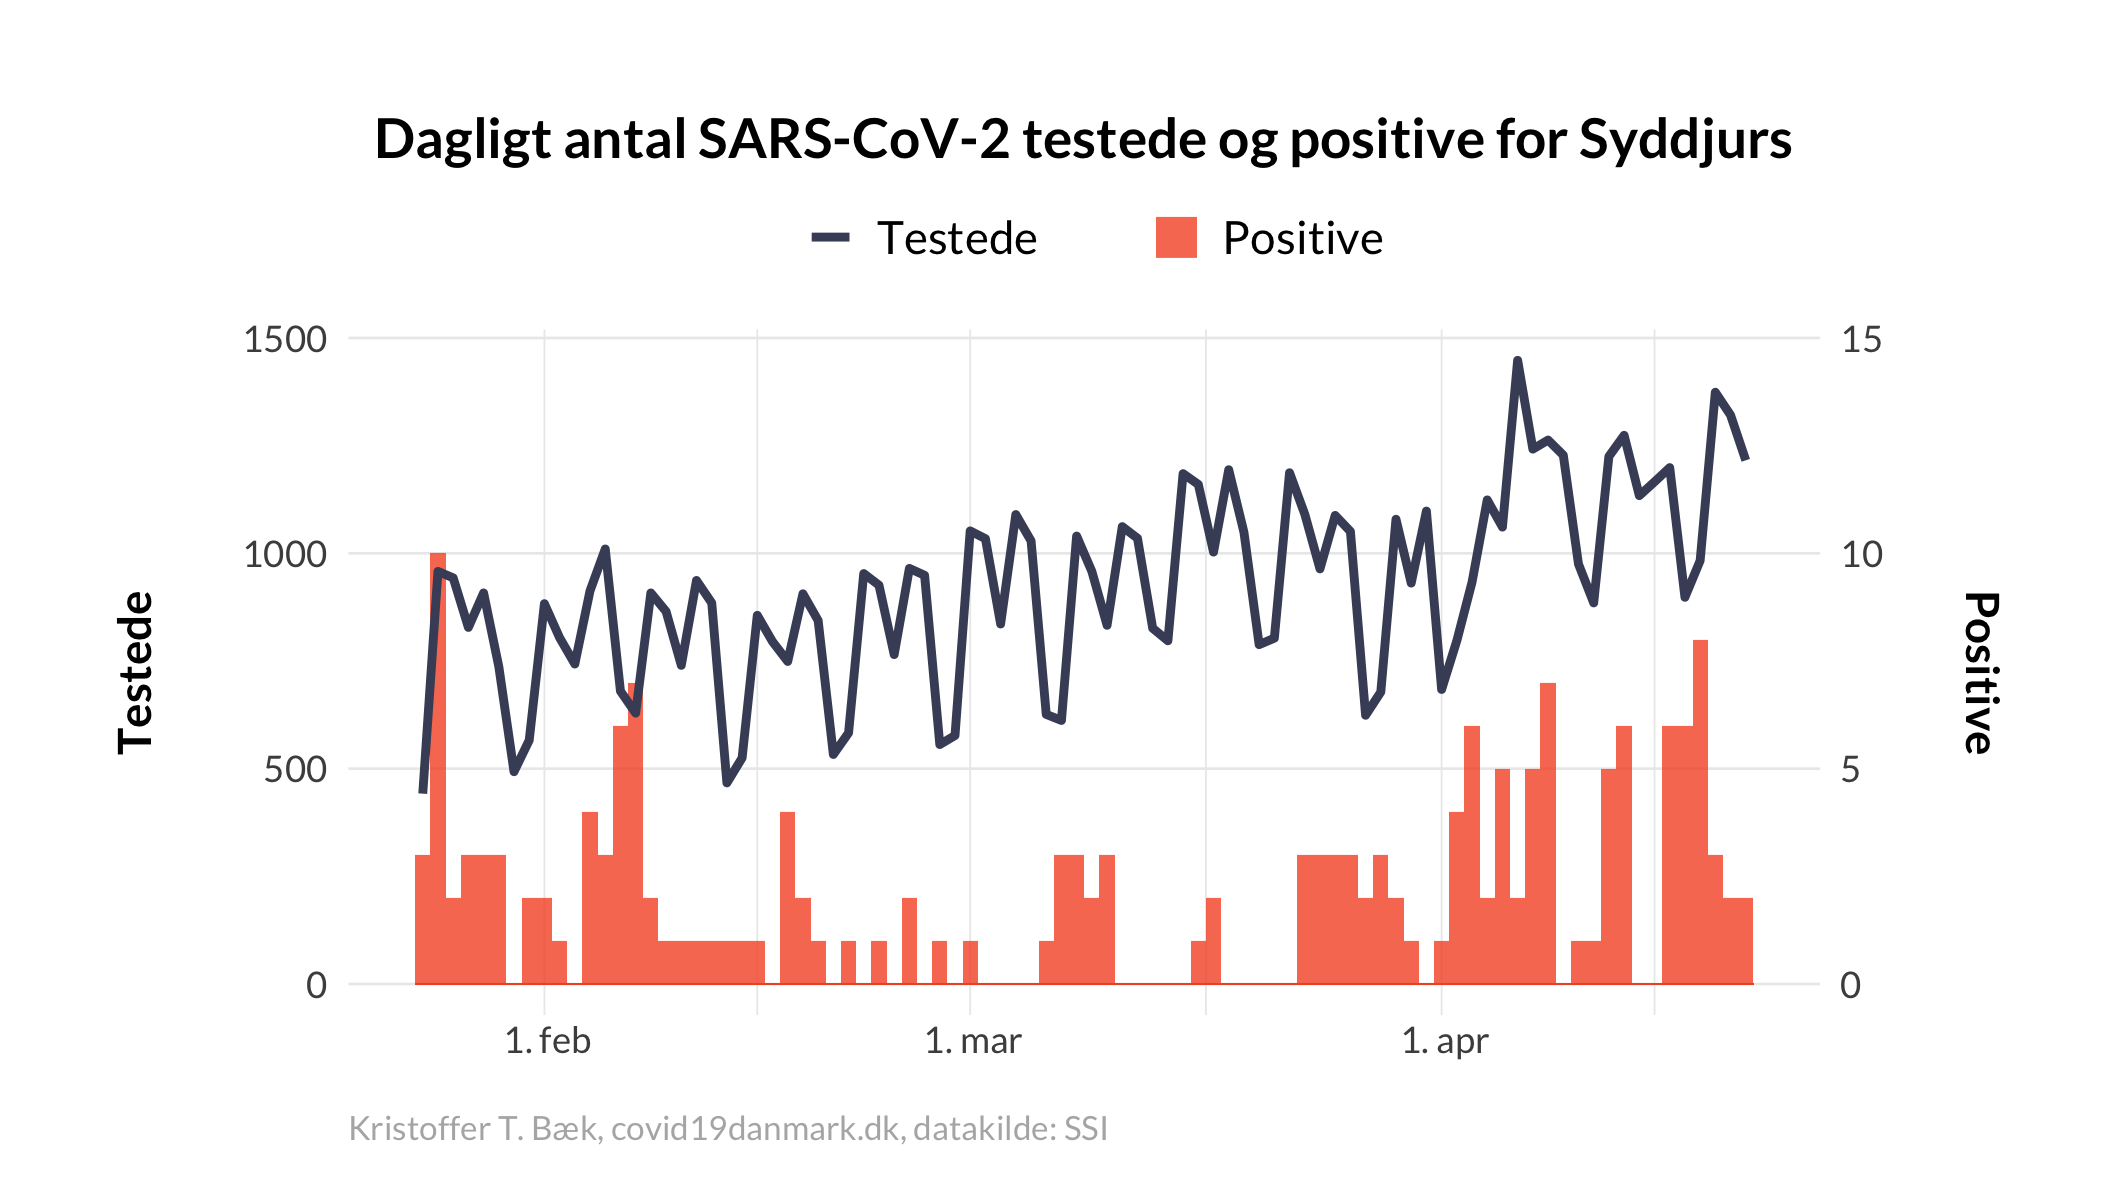 Dagligt antal SARS-CoV-2 testede og positive for Syddjurs
Testede
Positive
1500
1000
500
0
15
10
5
0
Testede
Positive
1. feb
1. mar
1. apr
Kristoffer T. Bæk, covid19danmark.dk, datakilde: SSI